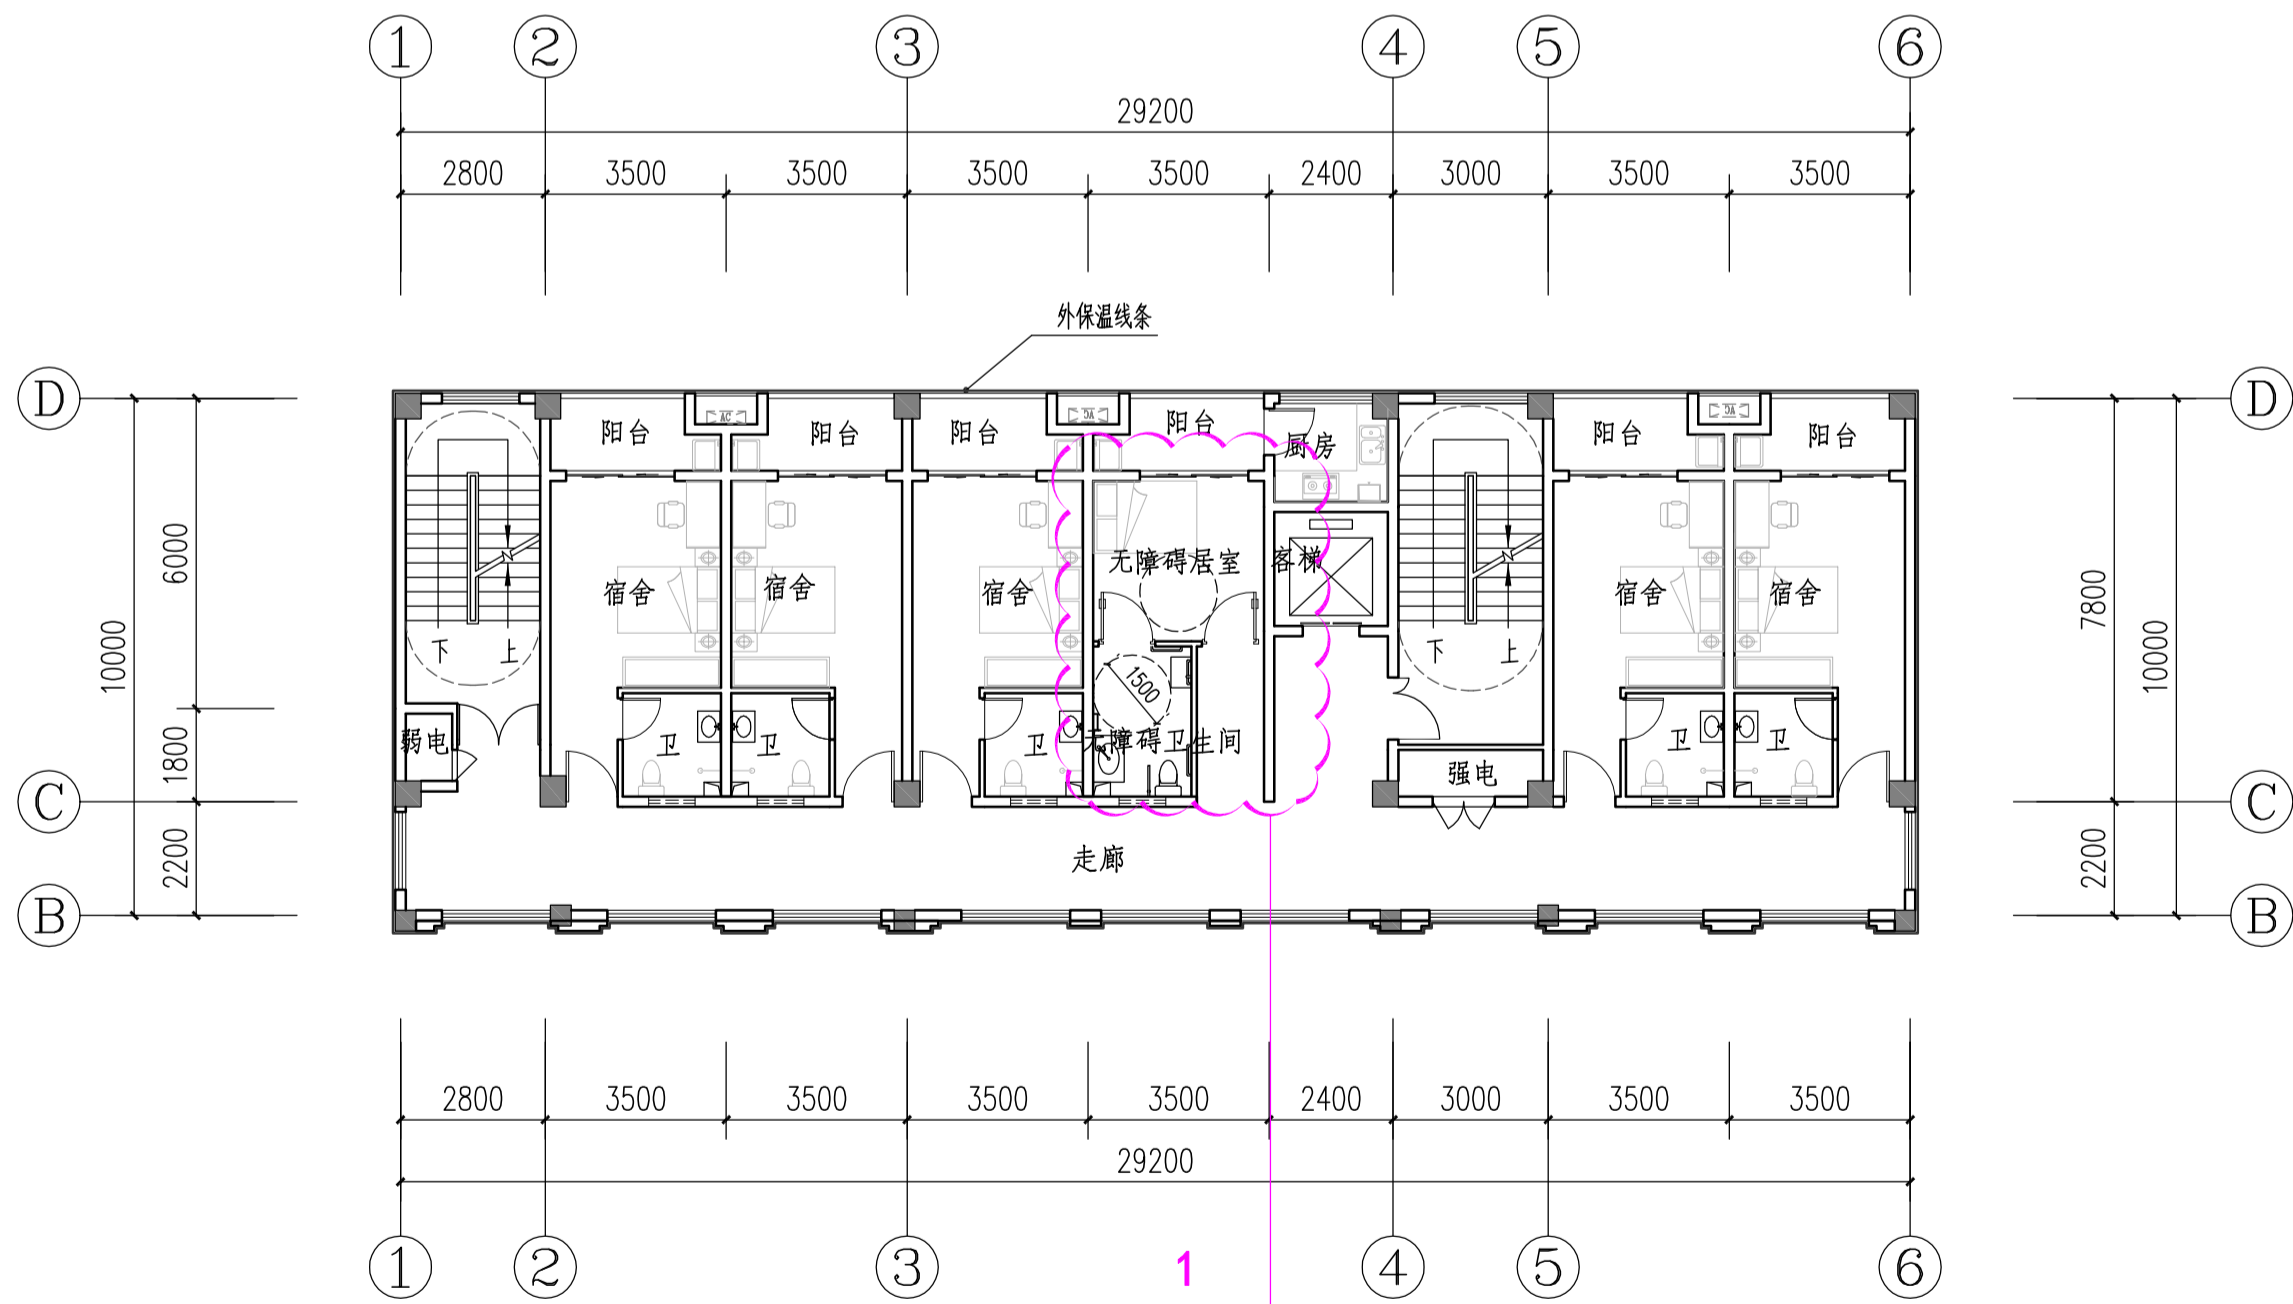 1 2 3 4 5 6
29200
2800 3500 3500 3500 3500 2400 3000 3500 3500
外保温线条
D D
阳台 阳台 阳台 阳台 厨房 阳台 阳台
AC AC AC
6000 10000 1800 2200
7800 10000 2200
无障碍居室 客梯
宿舍 宿舍 宿舍 宿舍 宿舍
下 上 下 上
1500
弱电 卫 卫 卫 无障碍卫生间 卫 卫
强电
C C
走廊
B B
2800 3500 3500 3500 3500 2400 3000 3500 3500
29200
1 2 3 1 4 5 6